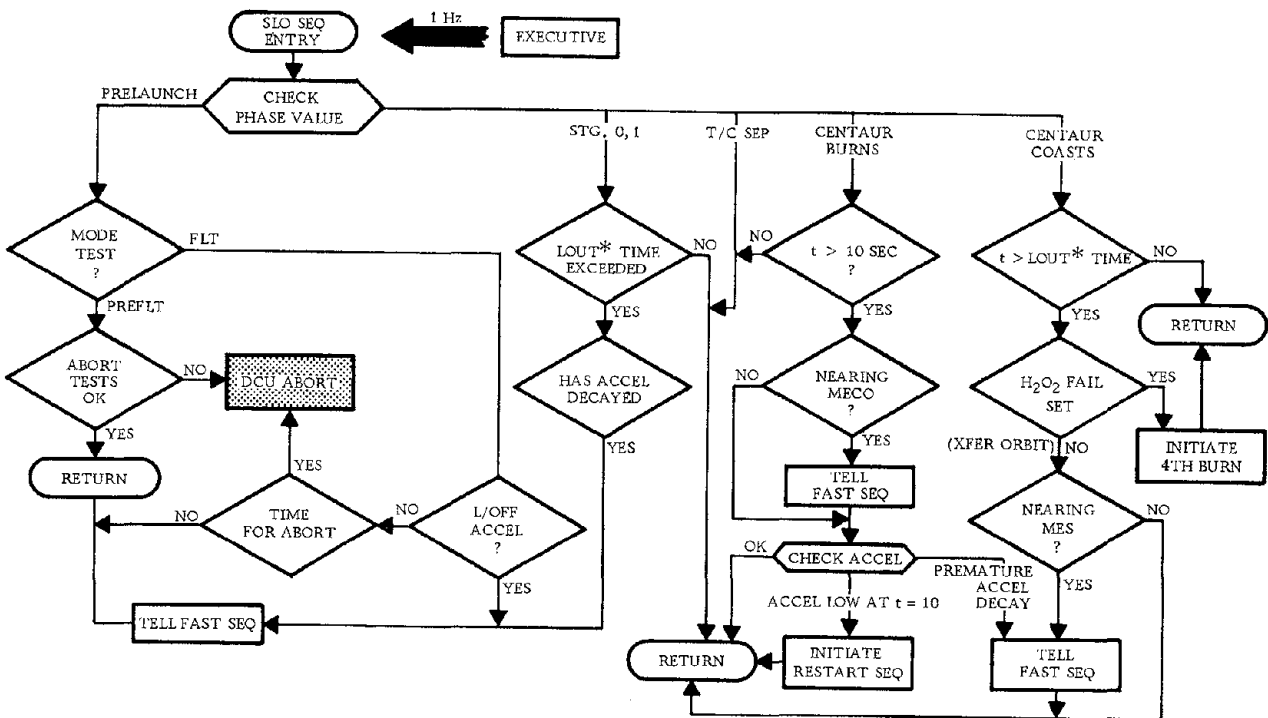 SLO SEQ
ENTRY
1 Hz
EXECUTIVE
PRELAUNCH
CHECK
PHASE VALUE
STG. 0, 1
T/C SEP
CENTAUR
BURNS
CENTAUR
COASTS
MODE
TEST
?
FLT
PREFLT
LOUT* TIME
EXCEEDED
NO
YES
NO
t > 10 SEC
?
YES
t > LOUT* TIME
NO
YES
RETURN
ABORT
TESTS
OK
NO
YES
DCU ABORT
HAS ACCEL
DECAYED
YES
NO
NEARING
MECO
?
YES
H2O2 FAIL
SET
YES
(XFER ORBIT)
NO
INITIATE
4TH BURN
RETURN
YES
NO
TIME
FOR ABORT
NO
L/OFF
ACCEL
?
YES
TELL
FAST SEQ
NEARING
MES
?
NO
YES
OK
CHECK ACCEL
PREMATURE
ACCEL
DECAY
ACCEL LOW AT t = 10
TELL FAST SEQ
RETURN
INITIATE
RESTART SEQ
TELL
FAST SEQ